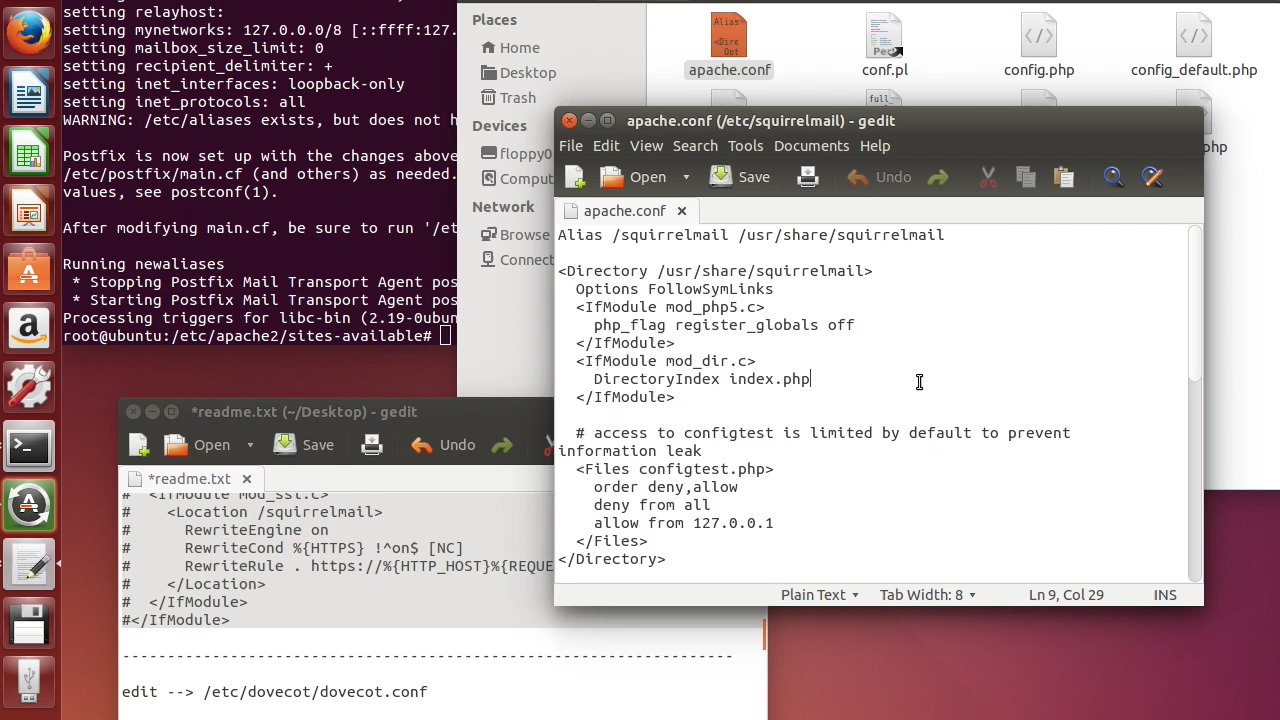 setting relayhost:
setting mynetworks: 127.0.0.0/8 [::ffff:127.
setting mailbox_size_limit: 0
setting recipient_delimiter: +
setting inet_interfaces: loopback-only
setting inet_protocols: all
WARNING: /etc/aliases exists, but does not h
Postfix is now set up with the changes above
/etc/postfix/main.cf (and others) as needed.
values, see postconf(1).
After modifying main.cf, be sure to run '/et
Running newaliases
* Stopping Postfix Mail Transport Agent pos
* Starting Postfix Mail Transport Agent pos
Processing triggers for libc-bin (2.19-0ubun
root@ubuntu:/etc/apache2/sites-available#
Places
Home
Desktop
Trash
Devices
floppy0
Comput
Network
Browse
Connect
Alias
<Dire
Opt
apache.conf
conf.pl
config.php
config_default.php
full_
php
apache.conf (/etc/squirrelmail) - gedit
File Edit View Search Tools Documents Help
Open Save Undo
apache.conf
Alias /squirrelmail /usr/share/squirrelmail
<Directory /usr/share/squirrelmail>
Options FollowSymLinks
<IfModule mod_php5.c>
php_flag register_globals off
</IfModule>
<IfModule mod_dir.c>
DirectoryIndex index.php
</IfModule>
# access to configtest is limited by default to prevent
information leak
<Files configtest.php>
order deny,allow
deny from all
allow from 127.0.0.1
</Files>
</Directory>
Plain Text Tab Width: 8 Ln 9, Col 29 INS
*readme.txt (~/Desktop) - gedit
Open Save Undo
*readme.txt
# <IfModule mod_ssl.c>
# <Location /squirrelmail>
# RewriteEngine on
# RewriteCond %{HTTPS} !^on$ [NC]
# RewriteRule . https://%{HTTP_HOST}%{REQUE
# </Location>
# </IfModule>
#</IfModule>
--------------------------------------------------------------------
edit --> /etc/dovecot/dovecot.conf